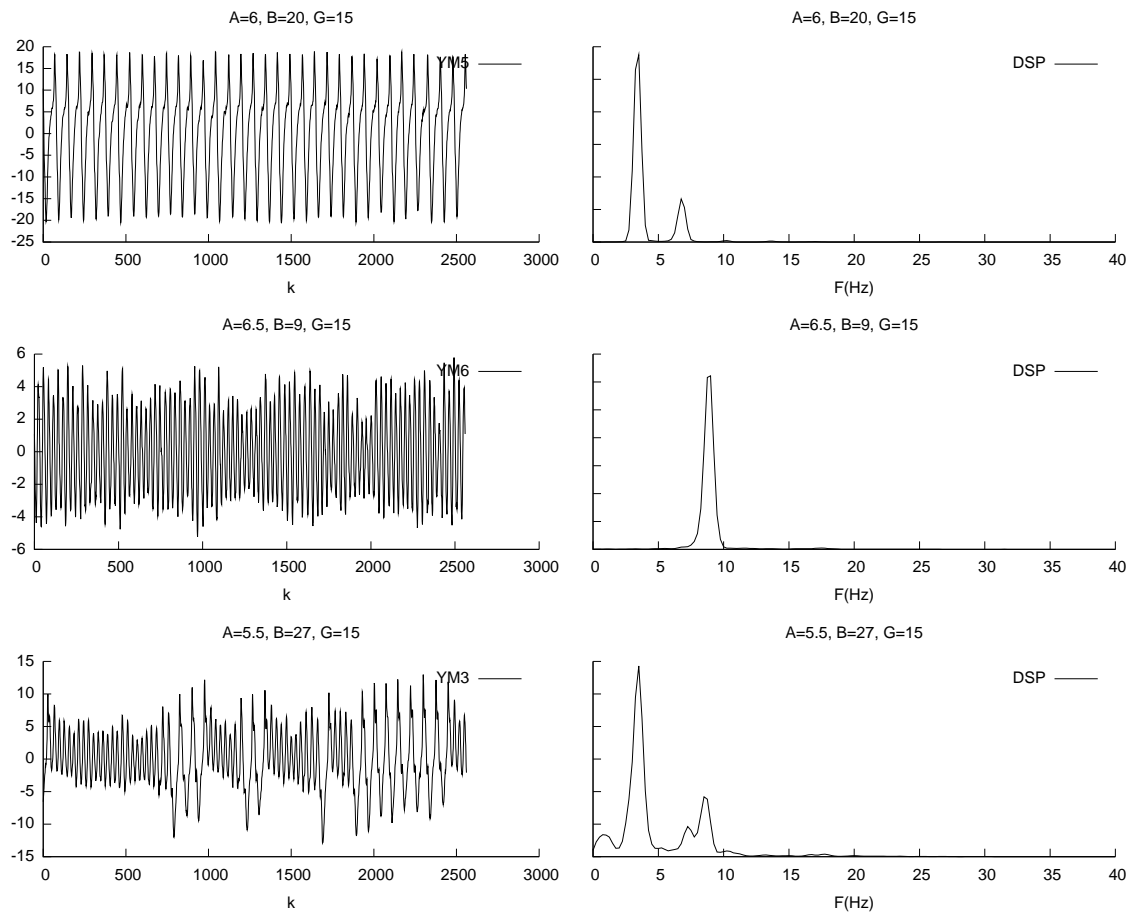 A=6, B=20, G=15
20
15
10
5
0
-5
-10
-15
-20
-25
YM5
0 500 1000 1500 2000 2500 3000
k
A=6, B=20, G=15
DSP
0 5 10 15 20 25 30 35 40
F(Hz)
A=6.5, B=9, G=15
6
4
2
0
-2
-4
-6
YM6
0 500 1000 1500 2000 2500 3000
k
A=6.5, B=9, G=15
DSP
0 5 10 15 20 25 30 35 40
F(Hz)
A=5.5, B=27, G=15
15
10
5
0
-5
-10
-15
YM3
0 500 1000 1500 2000 2500 3000
k
A=5.5, B=27, G=15
DSP
0 5 10 15 20 25 30 35 40
F(Hz)